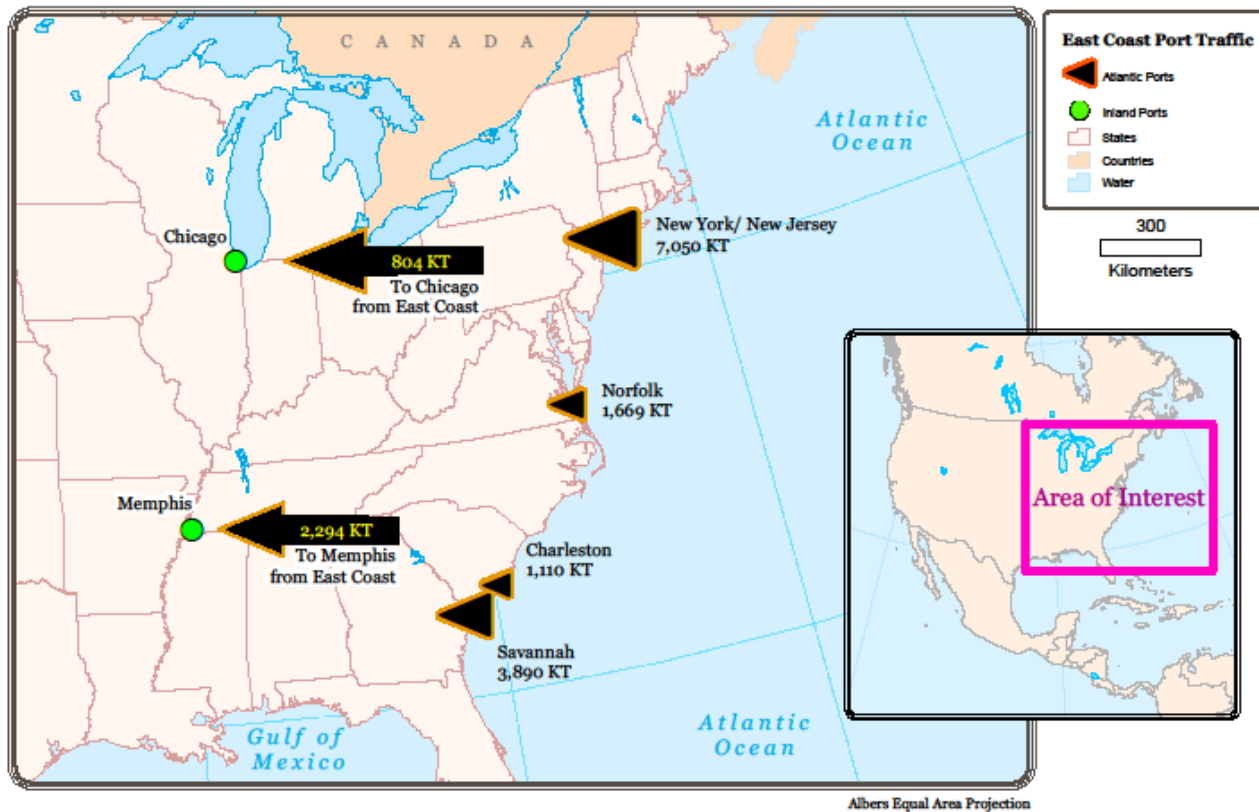 CANADA
Atlantic
Ocean
Chicago
804 KT
To Chicago
from East Coast
New York/ New Jersey
7,050 KT
Norfolk
1,669 KT
Memphis
2,294 KT
To Memphis
from East Coast
Charleston
1,110 KT
Savannah
3,890 KT
Gulf of
Mexico
Atlantic
Ocean
East Coast Port Traffic
Atlantic Ports
Inland Ports
States
Countries
Water
300
Kilometers
Area of Interest
Albers Equal Area Projection